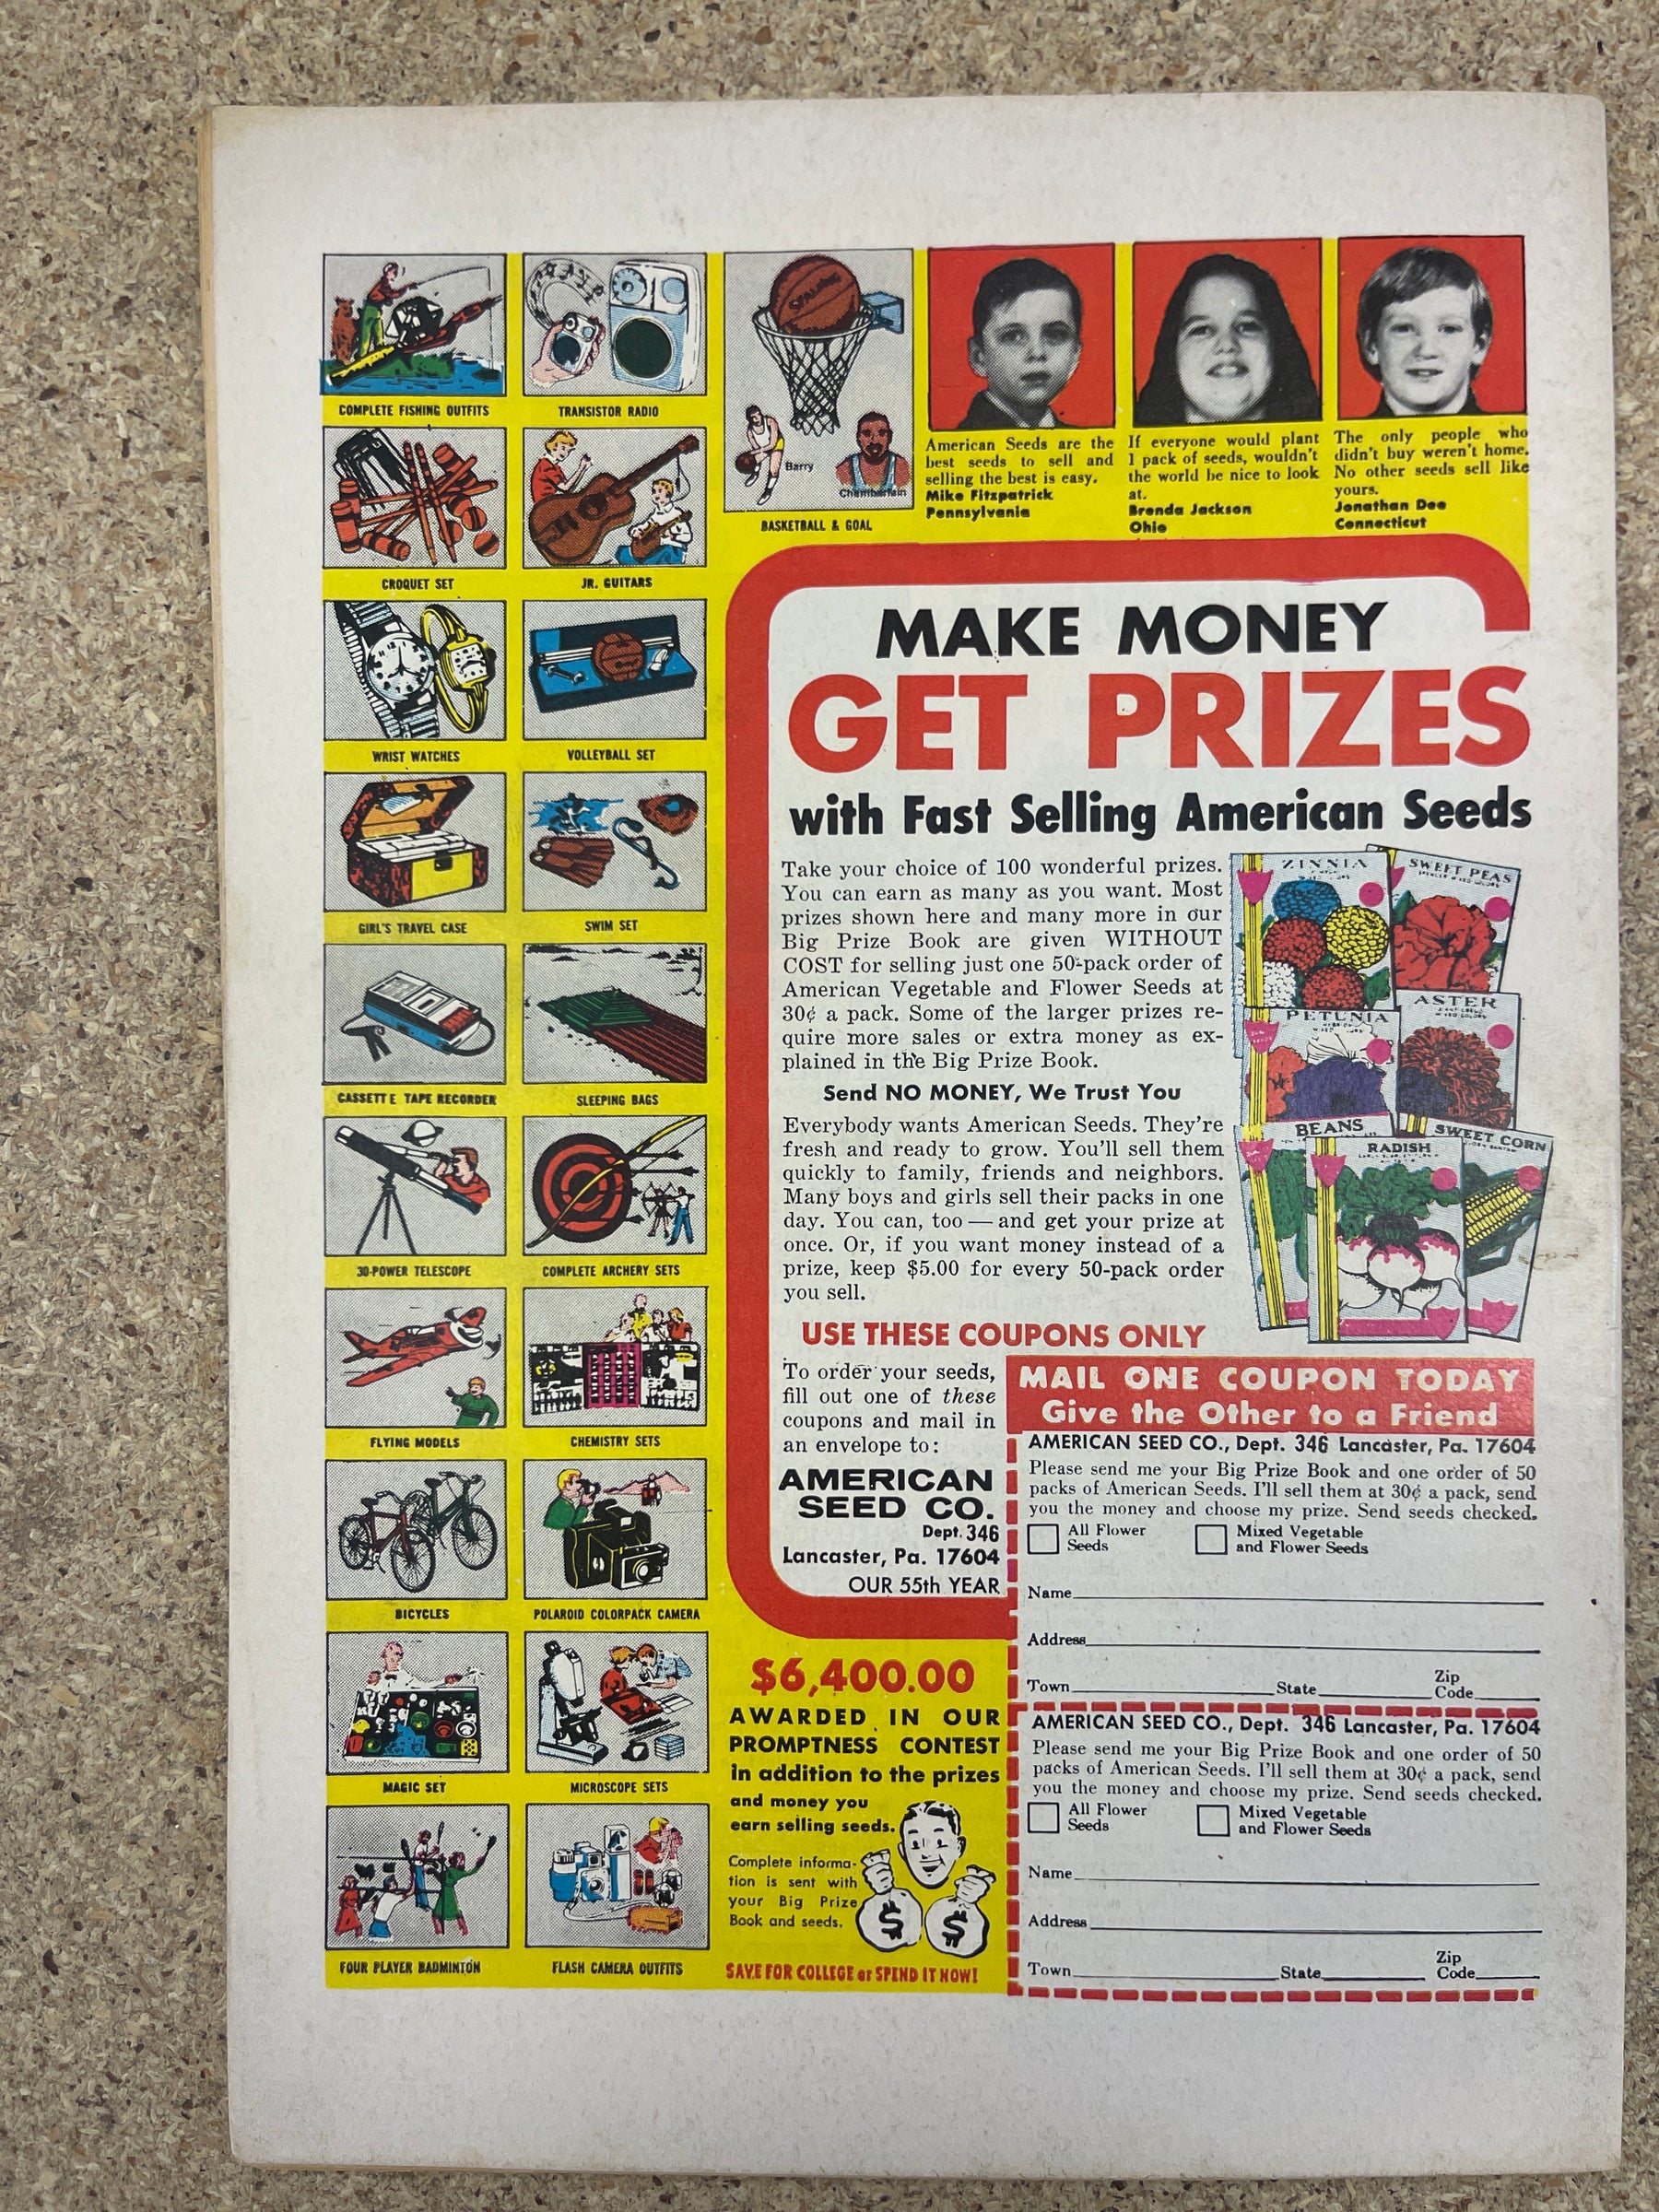 COMPLETE FISHING OUTFITS
TRANSISTOR RADIO
SPALDING
Barry
Chamberlain
BASKETBALL & GOAL
CROQUET SET
JR. GUITARS
WRIST WATCHES
VOLLEYBALL SET
GIRL'S TRAVEL CASE
SWIM SET
CASSETTE TAPE RECORDER
SLEEPING BAGS
30-POWER TELESCOPE
COMPLETE ARCHERY SETS
FLYING MODELS
CHEMISTRY SETS
BICYCLES
POLAROID COLORPACK CAMERA
MAGIC SET
MICROSCOPE SETS
FOUR PLAYER BADMINTON
FLASH CAMERA OUTFITS
American Seeds are the
best seeds to sell and
selling the best is easy.
Mike Fitzpatrick
Pennsylvania
If everyone would plant
1 pack of seeds, wouldn't
the world be nice to look
at.
Brenda Jackson
Ohio
The only people who
didn't buy weren't home.
No other seeds sell like
yours.
Jonathan Dee
Connecticut
MAKE MONEY
GET PRIZES
with Fast Selling American Seeds
Take your choice of 100 wonderful prizes.
You can earn as many as you want. Most
prizes shown here and many more in our
Big Prize Book are given WITHOUT
COST for selling just one 50-pack order of
American Vegetable and Flower Seeds at
30¢ a pack. Some of the larger prizes re-
quire more sales or extra money as ex-
plained in the Big Prize Book.
Send NO MONEY, We Trust You
Everybody wants American Seeds. They're
fresh and ready to grow. You'll sell them
quickly to family, friends and neighbors.
Many boys and girls sell their packs in one
day. You can, too — and get your prize at
once. Or, if you want money instead of a
prize, keep $5.00 for every 50-pack order
you sell.
ZINNIA
SWEET PEAS
PETUNIA
ASTER
BEANS
RADISH
SWEET CORN
USE THESE COUPONS ONLY
To order your seeds,
fill out one of these
coupons and mail in
an envelope to:
AMERICAN
SEED CO.
Dept. 346
Lancaster, Pa. 17604
OUR 55th YEAR
$6,400.00
AWARDED IN OUR
PROMPTNESS CONTEST
in addition to the prizes
and money you
earn selling seeds.
Complete informa-
tion is sent with
your Big Prize
Book and seeds.
$ $
SAVE FOR COLLEGE or SPEND IT NOW!
MAIL ONE COUPON TODAY
Give the Other to a Friend
AMERICAN SEED CO., Dept. 346 Lancaster, Pa. 17604
Please send me your Big Prize Book and one order of 50
packs of American Seeds. I'll sell them at 30¢ a pack, send
you the money and choose my prize. Send seeds checked.
All Flower Seeds
Mixed Vegetable and Flower Seeds
Name
Address
Town State Zip Code
AMERICAN SEED CO., Dept. 346 Lancaster, Pa. 17604
Please send me your Big Prize Book and one order of 50
packs of American Seeds. I'll sell them at 30¢ a pack, send
you the money and choose my prize. Send seeds checked.
All Flower Seeds
Mixed Vegetable and Flower Seeds
Name
Address
Town State Zip Code